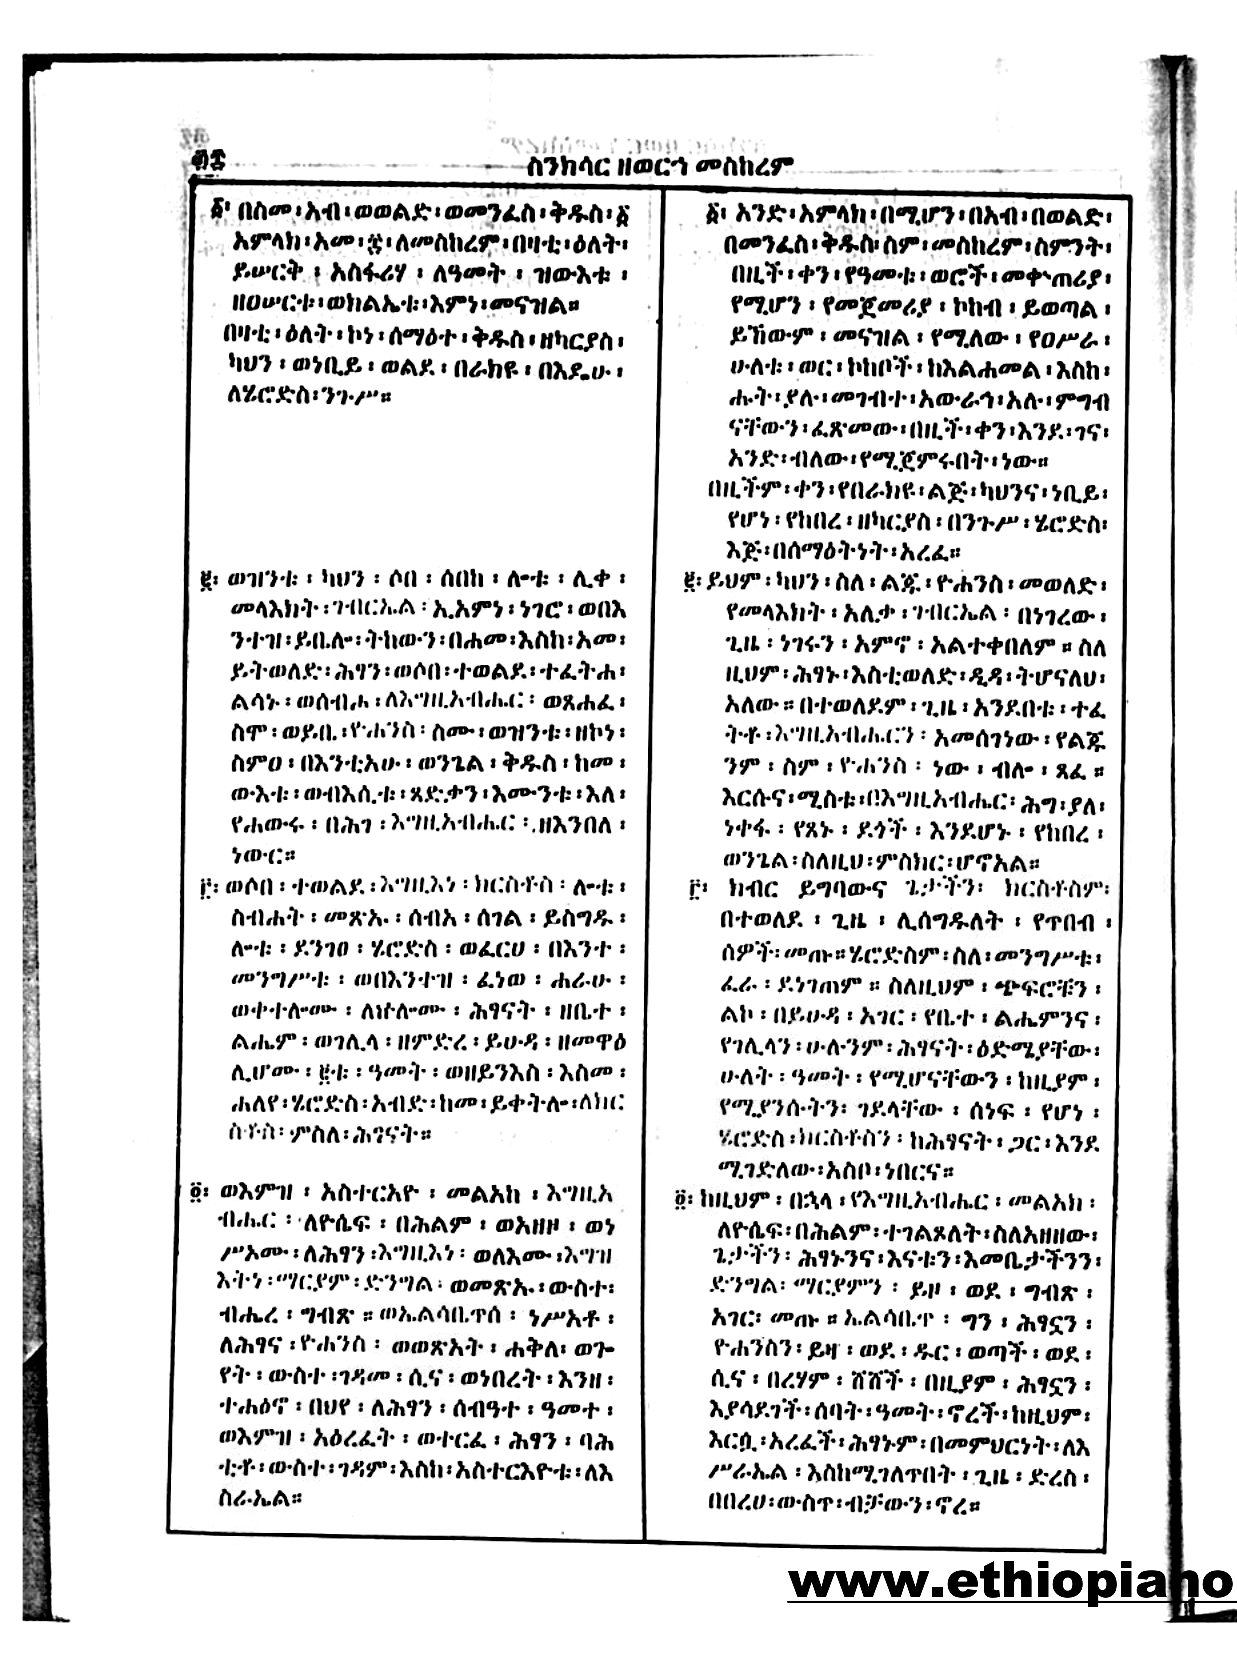 ፴፰
ስንክሳር ዘወርኀ መስከረም
፩፡ በስመ፡አብ፡ወወልድ፡ወመንፈስ፡ቅዱስ፡፩
አምላክ፡አመ፡፰፡ለመስከረም፡በዛቲ፡ዕለት፡
ይሠርቅ፡አስፋሪሃ፡ለዓመት፡ዝውእቱ፡
ዘዐሠርቱ፡ወክልኤቱ፡እምነ፡መናዝል።
በዛቲ፡ዕለት፡ኮነ፡ሰማዕተ፡ቅዱስ፡ዘካርያስ፡
ካህን፡ወነቢይ፡ወልደ፡በራክዩ፡በእዴሁ፡
ለሄሮድስ፡ንጉሥ።
፪፡ ወዝንቱ፡ካህን፡ሶበ፡ሰበከ፡ሎቱ፡ሊቀ፡
መላእክት፡ገብርኤል፡ኢአምነ፡ነገሮ፡ወበእ
ንተዝ፡ይቤሎ፡ትከውን፡በሐመ፡እስከ፡አመ፡
ይትወለድ፡ሕፃን፡ወሶበ፡ተወልደ፡ተፈትሐ፡
ልሳኑ፡ወሰብሖ፡ለእግዚአብሔር፡ወጸሐፈ፡
ስሞ፡ወይቤ፡ዮሐንስ፡ስሙ፡ወዝንቱ፡ዘኮነ፡
ስምዐ፡በእንቲአሁ፡ወንጌል፡ቅዱስ፡ከመ፡
ውእቱ፡ወብእሲቱ፡ጻድቃን፡እሙንቱ፡እለ፡
የሐውሩ፡በሕገ፡እግዚአብሔር፡ዘእንበለ፡
ነውር።
፫፡ ወሶበ፡ተወልደ፡እግዚእነ፡ክርስቶስ፡ሎቱ፡
ስብሐት፡መጽኡ፡ሰብአ፡ሰገል፡ይስግዱ፡
ሎቱ፡ደንገፀ፡ሄሮድስ፡ወፈርሀ፡በእንተ፡
መንግሥቱ፡ወበእንተዝ፡ፈነወ፡ሐራሁ፡
ወቀተሎሙ፡ለኵሎሙ፡ሕፃናት፡ዘቤተ፡
ልሔም፡ወገሊላ፡ዘምድረ፡ይሁዳ፡ዘመዋዕ
ሊሆሙ፡፪ቱ፡ዓመት፡ወዘይንእስ፡እስመ፡
ሐለየ፡ሄሮድስ፡አብድ፡ከመ፡ይቀትሎ፡ለክር
ስቶስ፡ምስለ፡ሕፃናት።
፬፡ ወእምዝ፡አስተርአዮ፡መልአከ፡እግዚአ
ብሔር፡ለዮሴፍ፡በሕልም፡ወአዘዞ፡ወነ
ሥአሙ፡ለሕፃን፡እግዚእነ፡ወለእሙ፡እግዝ
እትነ፡ማርያም፡ድንግል፡ወመጽኡ፡ውስተ፡
ብሔረ፡ግብጽ።ወኤልሳቤጥሰ፡ነሥአቶ፡
ለሕፃና፡ዮሐንስ፡ወወጽአት፡ሐቅለ፡ወጐ
የት፡ውስተ፡ገዳመ፡ሲና፡ወነበረት፡እንዘ፡
ተሐፅኖ፡በህየ፡ለሕፃን፡ሰብዓተ፡ዓመተ፡
ወእምዝ፡አዕረፈት፡ወተርፈ፡ሕፃን፡ባሕ
ቲቶ፡ውስተ፡ገዳም፡እስከ፡አስተርእዮቱ፡ለእ
ስራኤል።
፩፡ አንድ፡አምላክ፡በሚሆን፡በአብ፡በወልድ፡
በመንፈስ፡ቅዱስ፡ስም፡መስከረም፡ስምንት፡
በዚች፡ቀን፡የዓመቱ፡ወሮች፡መቍጠሪያ፡
የሚሆን፡የመጀመሪያ፡ኮከብ፡ይወጣል፡
ይኸውም፡መናዝል፡የሚለው፡የዐሥራ፡
ሁለቱ፡ወር፡ኮከቦች፡ከእልሐመል፡እስከ፡
ሑት፡ያሉ፡መገብተ፡አውራኅ፡አሉ፡ምግብ
ናቸውን፡ፈጽመው፡በዚች፡ቀን፡እንደ፡ገና፡
አንድ፡ብለው፡የሚጀምሩበት፡ነው።
በዚችም፡ቀን፡የበራክዩ፡ልጅ፡ካህንና፡ነቢይ፡
የሆነ፡የከበረ፡ዘካርያስ፡በንጉሥ፡ሄሮድስ፡
እጅ፡በሰማዕትነት፡አረፈ።
፪፡ይህም፡ካህን፡ስለ፡ልጁ፡ዮሐንስ፡መወለድ፡
የመላእክት፡አለቃ፡ገብርኤል፡በነገረው፡
ጊዜ፡ነገሩን፡አምኖ፡አልተቀበለም።ስለ
ዚህም፡ሕፃኑ፡እስቲወለድ፡ዲዳ፡ትሆናለህ፡
አለው።በተወለደም፡ጊዜ፡አንደበቱ፡ተፈ
ትቶ፡እግዚአብሔርን፡አመሰገነው፡የልጁ
ንም፡ስም፡ዮሐንስ፡ነው፡ብሎ፡ጻፈ።
እርሱና፡ሚስቱ፡በእግዚአብሔር፡ሕግ፡ያለ፡
ነቀፋ፡የጸኑ፡ደጎች፡እንደሆኑ፡የከበረ፡
ወንጌል፡ስለዚህ፡ምስክር፡ሆኖአል።
፫፡ ክብር ይግባውና ጌታችን፡ ክርስቶስም፡
በተወለደ፡ጊዜ፡ሊሰግዱለት፡የጥበብ፡
ሰዎች፡መጡ።ሄሮድስም፡ስለ፡መንግሥቱ፡
ፈራ፡ደነገጠም።ስለዚህም፡ጭፍሮቹን፡
ልኮ፡በይሁዳ፡አገር፡የቤተ፡ልሔምንና፡
የገሊላን፡ሁሉንም፡ሕፃናት፡ዕድሜያቸው፡
ሁለት፡ዓመት፡የሚሆናቸውን፡ከዚያም፡
የሚያንሱትን፡ገደላቸው፡ሰነፍ፡የሆነ፡
ሄሮድስ፡ክርስቶስን፡ከሕፃናት፡ጋር፡እንደ
ሚገድለው፡አስቦ፡ነበርና።
፬፡ከዚህም፡በኋላ፡የእግዚአብሔር፡መልአክ፡
ለዮሴፍ፡በሕልም፡ተገልጾለት፡ስለአዘዘው፡
ጌታችን፡ሕፃኑንና፡እናቱን፡እመቤታችንን፡
ድንግል፡ማርያምን፡ይዞ፡ወደ፡ግብጽ፡
አገር፡መጡ።ኤልሳቤጥ፡ግን፡ሕፃኗን፡
ዮሐንስን፡ይዛ፡ወደ፡ዱር፡ወጣች፡ወደ፡
ሲና፡በረሃም፡ሸሸች፡በዚያም፡ሕፃኗን፡
እያሳደገች፡ሰባት፡ዓመት፡ኖረች፡ከዚህም፡
እርሷ፡አረፈች፡ሕፃኑም፡በመምህርነት፡ለእ
ሥራኤል፡እስከሚገለጥበት፡ጊዜ፡ድረስ፡
በበረሀ፡ውስጥ፡ብቻውን፡ኖረ።
www.ethiopiano